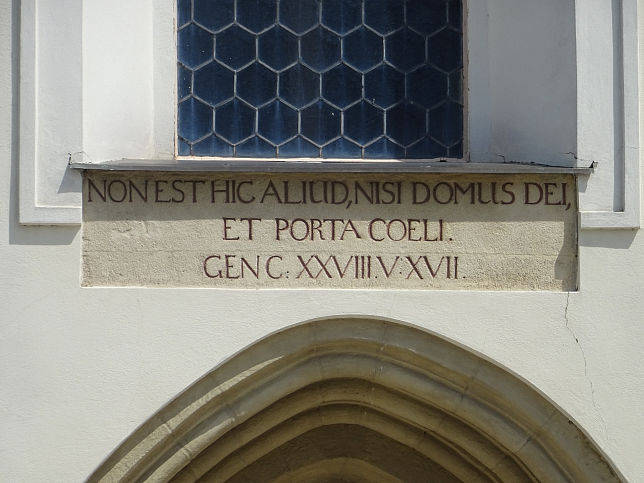 NON EST HIC ALIUD, NISI DOMUS DEI,
ET PORTA COELI.
GEN C: XXVIII. V: XVII.